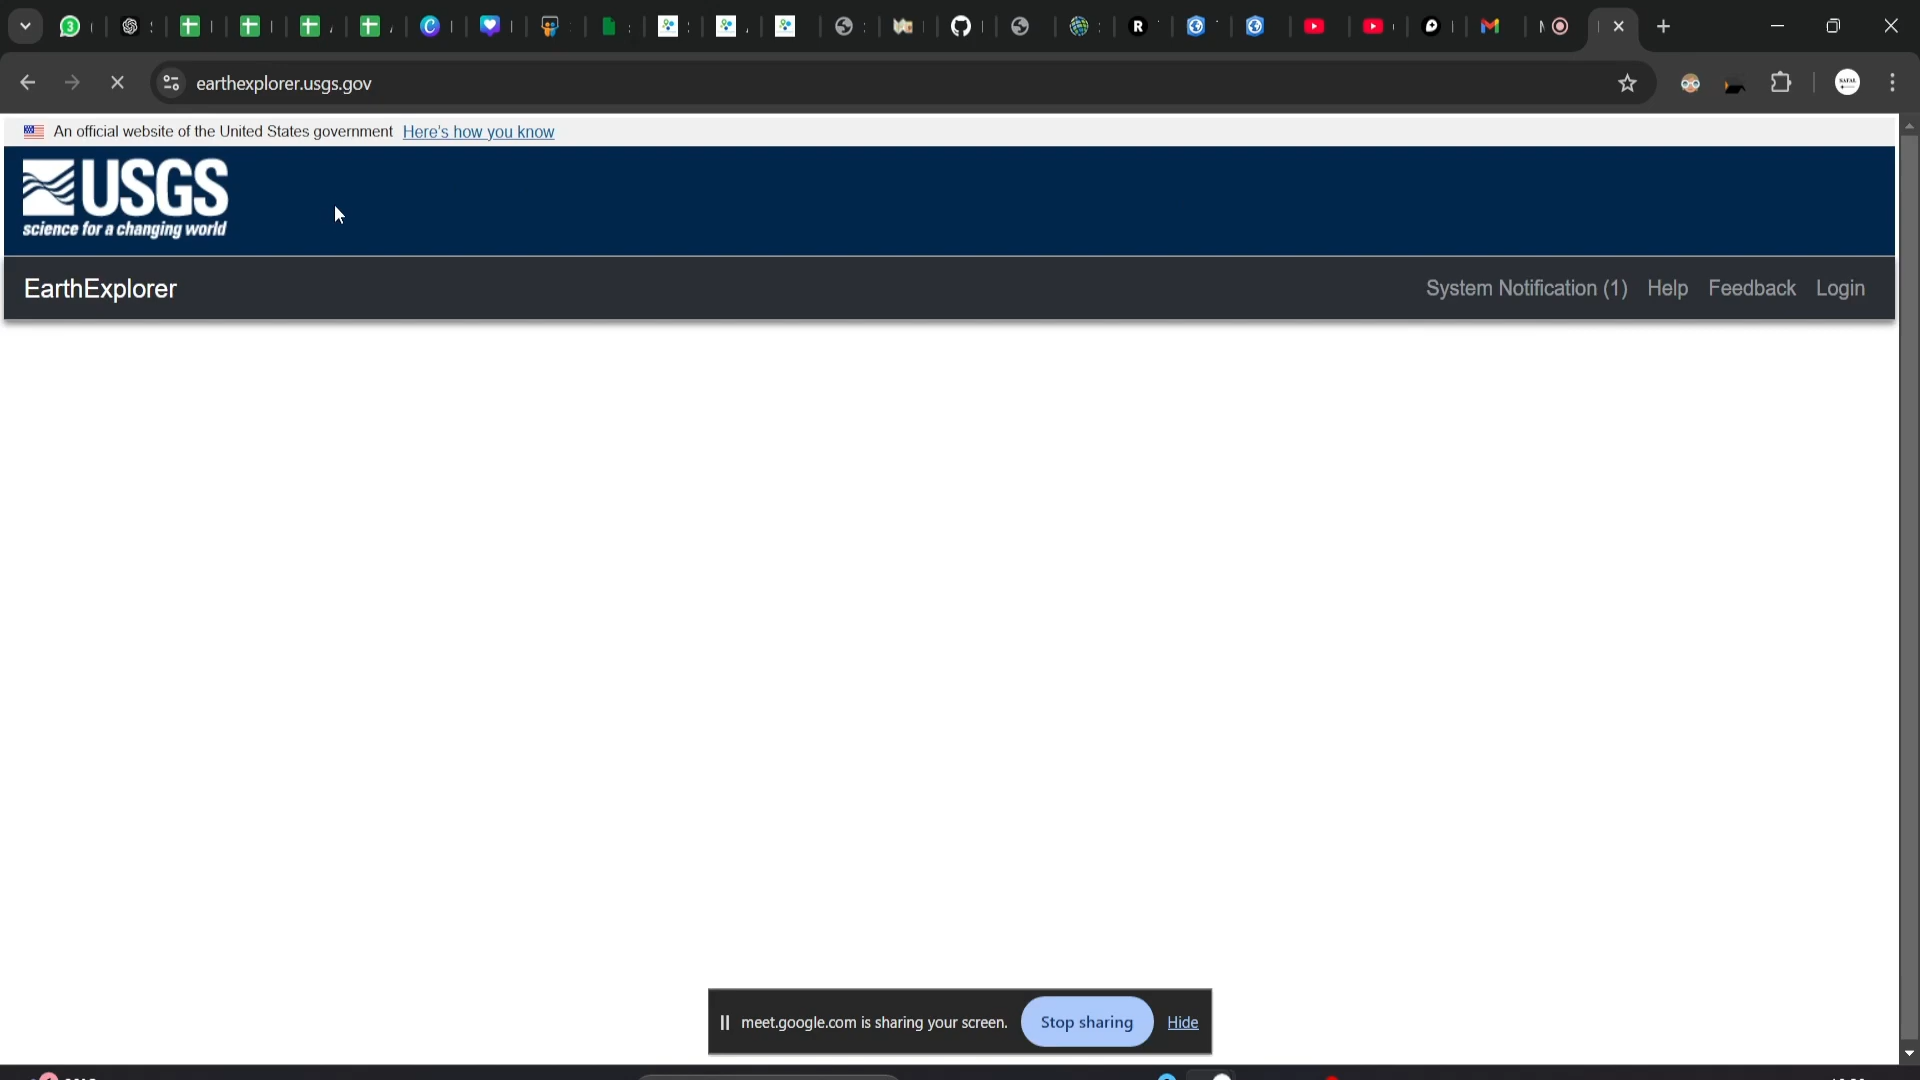 earthexplorer.usgs.gov
An official website of the United States government Here's how you know
USGS
science for a changing world
EarthExplorer
System Notification (1) Help Feedback Login
meet.google.com is sharing your screen. Stop sharing Hide